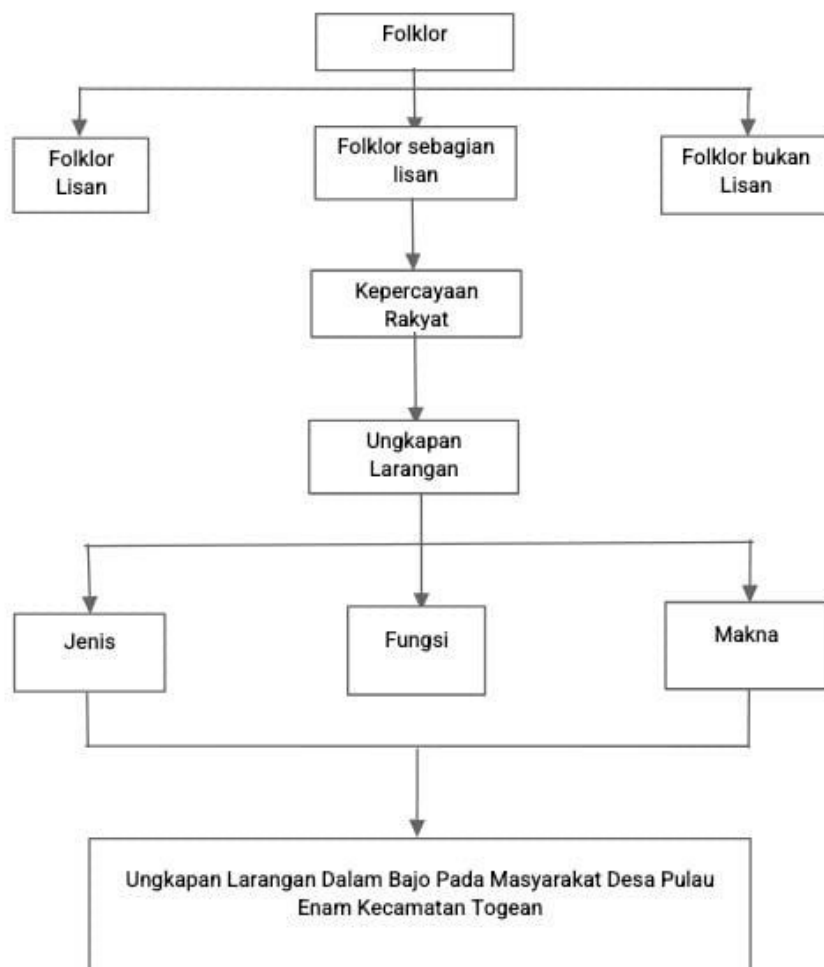 Folklor
Folklor
Lisan
Folklor sebagian
lisan
Folklor bukan
Lisan
Kepercayaan
Rakyat
Ungkapan
Larangan
Jenis
Fungsi
Makna
Ungkapan Larangan Dalam Bajo Pada Masyarakat Desa Pulau
Enam Kecamatan Togean